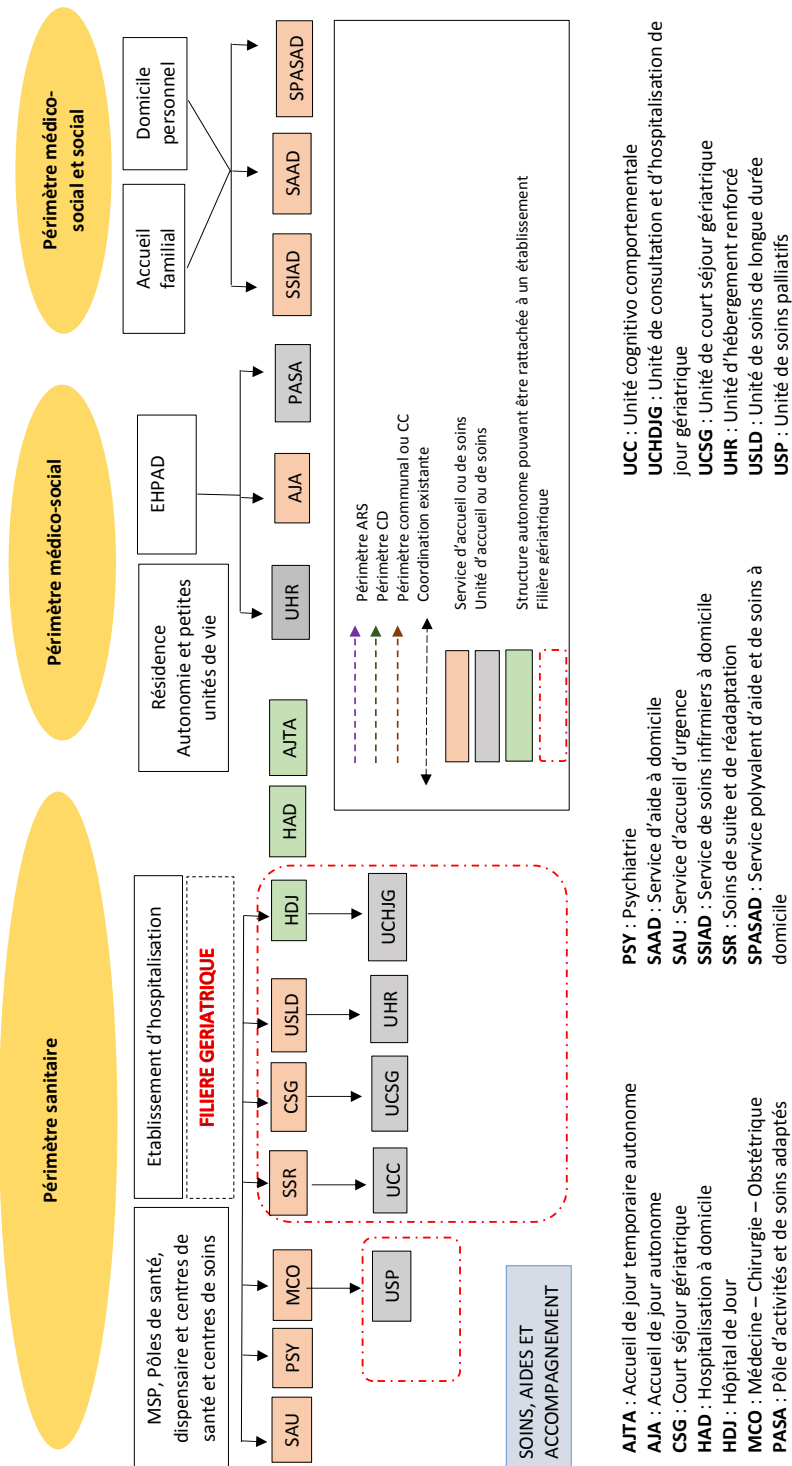 Périmètre sanitaire
Périmètre médico-social
Périmètre médico-
social et social
MSP, Pôles de santé,
dispensaire et centres de
santé et centres de soins
Etablissement d'hospitalisation
FILIERE GERIATRIQUE
Résidence
Autonomie et petites
unités de vie
EHPAD
Accueil
familial
Domicile
personnel
SAU
PSY
MCO
SSR
CSG
USLD
HDJ
HAD
AJTA
UHR
AJA
PASA
SSIAD
SAAD
SPASAD
USP
UCC
UCSG
UHR
UCHJG
SOINS, AIDES ET
ACCOMPAGNEMENT
Périmètre ARS
Périmètre CD
Périmètre communal ou CC
Coordination existante
Service d'accueil ou de soins
Unité d'accueil ou de soins
Structure autonome pouvant être rattachée à un établissement
Filière gériatrique
AJTA : Accueil de jour temporaire autonome
AJA : Accueil de jour autonome
CSG : Court séjour gériatrique
HAD : Hospitalisation à domicile
HDJ : Hôpital de Jour
MCO : Médecine – Chirurgie – Obstétrique
PASA : Pôle d'activités et de soins adaptés
PSY : Psychiatrie
SAAD : Service d'aide à domicile
SAU : Service d'accueil d'urgence
SSIAD : Service de soins infirmiers à domicile
SSR : Soins de suite et de réadaptation
SPASAD : Service polyvalent d'aide et de soins à
domicile
UCC : Unité cognitivo comportementale
UCHDJG : Unité de consultation et d'hospitalisation de
jour gériatrique
UCSG : Unité de court séjour gériatrique
UHR : Unité d'hébergement renforcé
USLD : Unité de soins de longue durée
USP : Unité de soins palliatifs